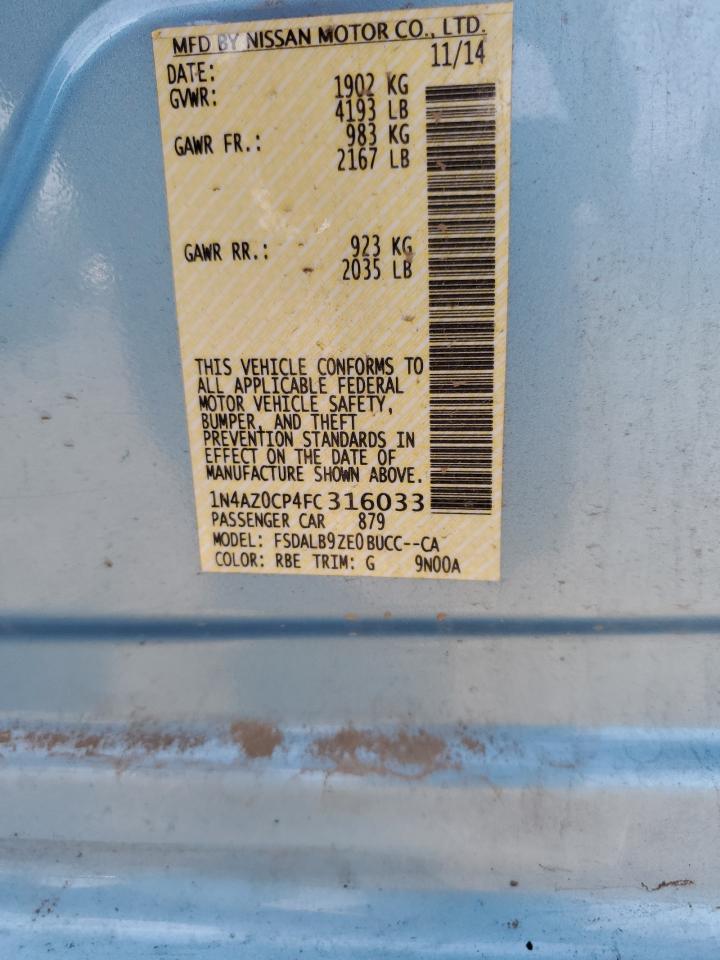 MFD BY NISSAN MOTOR CO., LTD.
DATE: 11/14
GVWR: 1902 KG
4193 LB
GAWR FR.: 983 KG
2167 LB
GAWR RR.: 923 KG
2035 LB
THIS VEHICLE CONFORMS TO
ALL APPLICABLE FEDERAL
MOTOR VEHICLE SAFETY,
BUMPER, AND THEFT
PREVENTION STANDARDS IN
EFFECT ON THE DATE OF
MANUFACTURE SHOWN ABOVE.
1N4AZ0CP4FC316033
PASSENGER CAR 879
MODEL: FSDALB9ZE0BUCC--CA
COLOR: RBE TRIM: G 9N00A